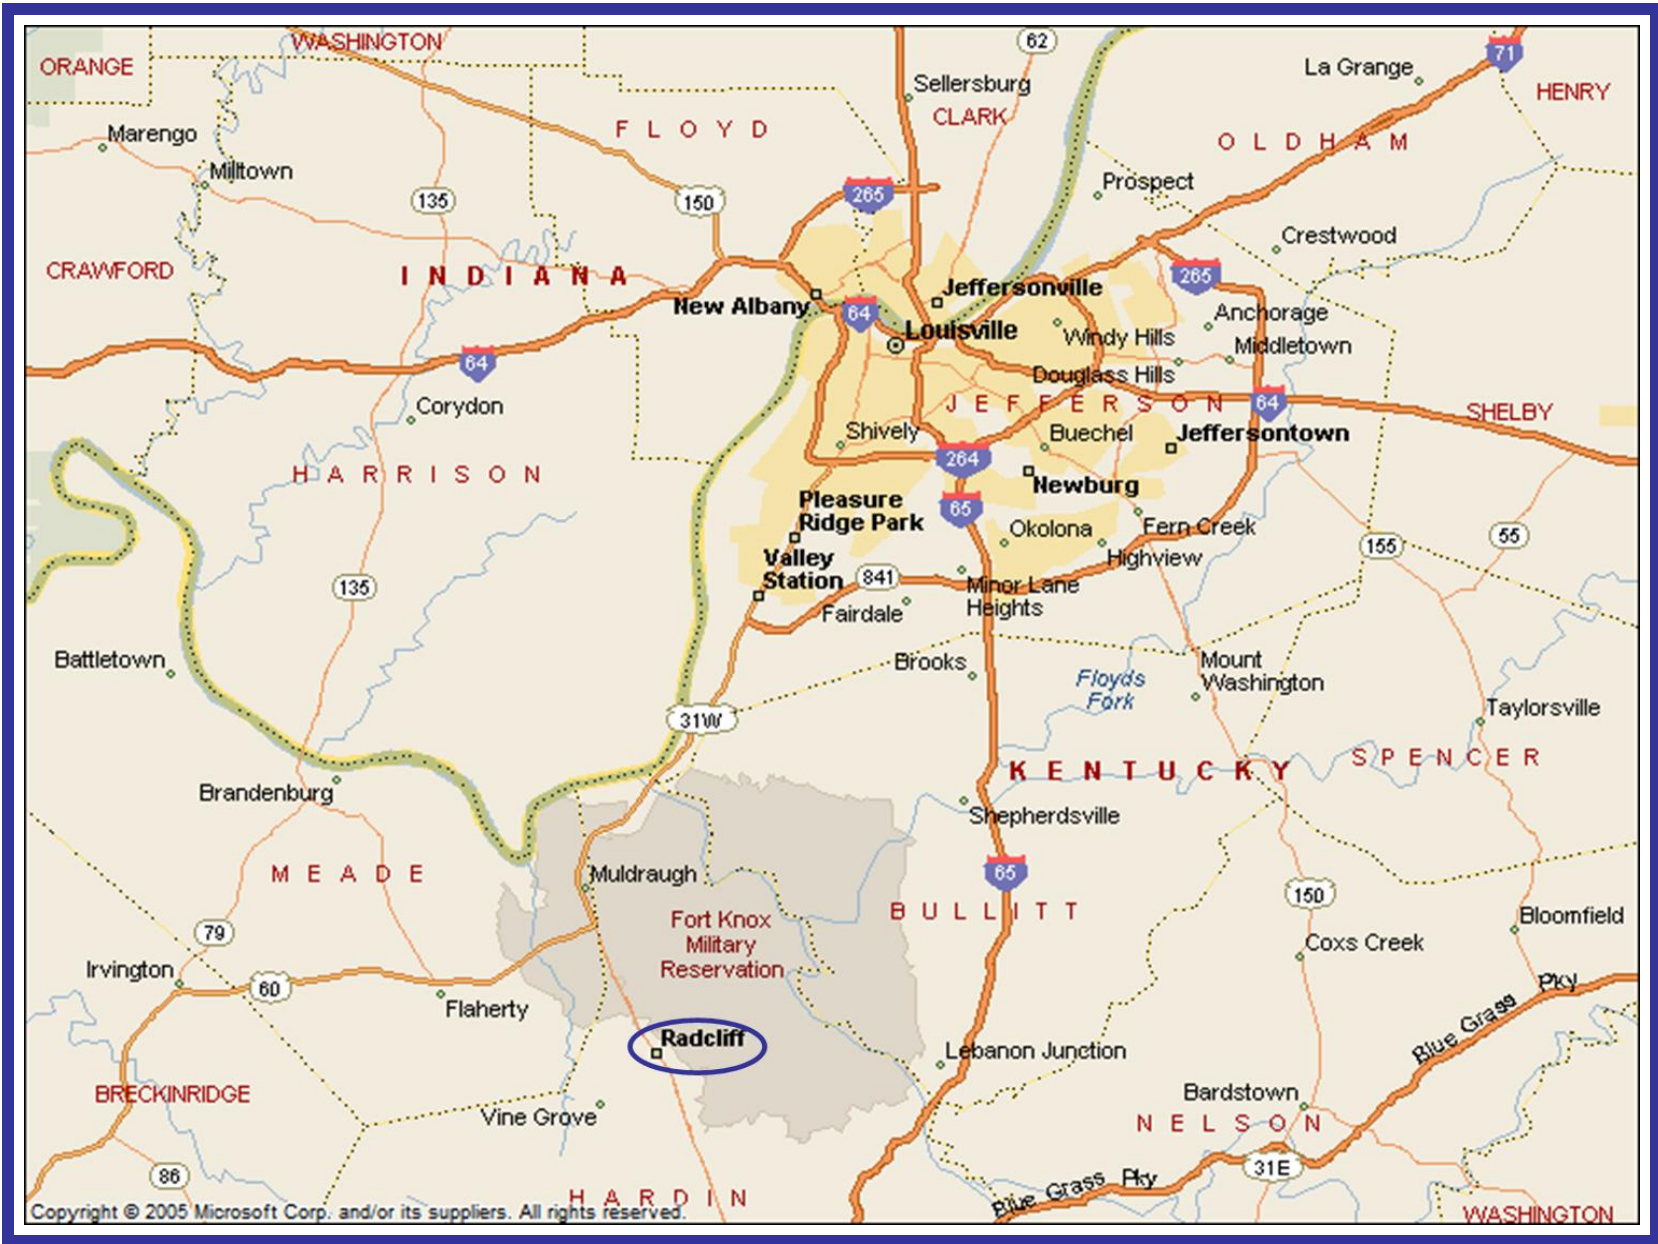 WASHINGTON
62
71
ORANGE
La Grange
Sellersburg
HENRY
CLARK
FLOYD
Marengo
OLDHAM
Milltown
Prospect
135
150
265
Crestwood
CRAWFORD
INDIANA
265
Jeffersonville
New Albany
64
Anchorage
Louisville
Windy Hills
Middletown
64
Douglass Hills
Corydon
JEFFERSON
64
SHELBY
Shively
Buechel
Jeffersontown
264
HARRISON
Newburg
Pleasure
Ridge Park
65
Okolona
Fern Creek
55
155
Valley
Station
Highview
841
135
Minor Lane
Heights
Fairdale
Battletown
Brooks
Mount
Washington
Floyds
Fork
31W
Taylorsville
KENTUCKY
SPENCER
Brandenburg
Shepherdsville
MEADE
Muldraugh
65
150
BULLITT
Fort Knox
Military
Reservation
Bloomfield
79
Coxs Creek
Irvington
60
Blue Grass Pky
Flaherty
Radcliff
Lebanon Junction
BRECKINRIDGE
Bardstown
Vine Grove
NELSON
86
31E
Blue Grass Pky
HARDIN
Copyright © 2005 Microsoft Corp. and/or its suppliers. All rights reserved.
WASHINGTON